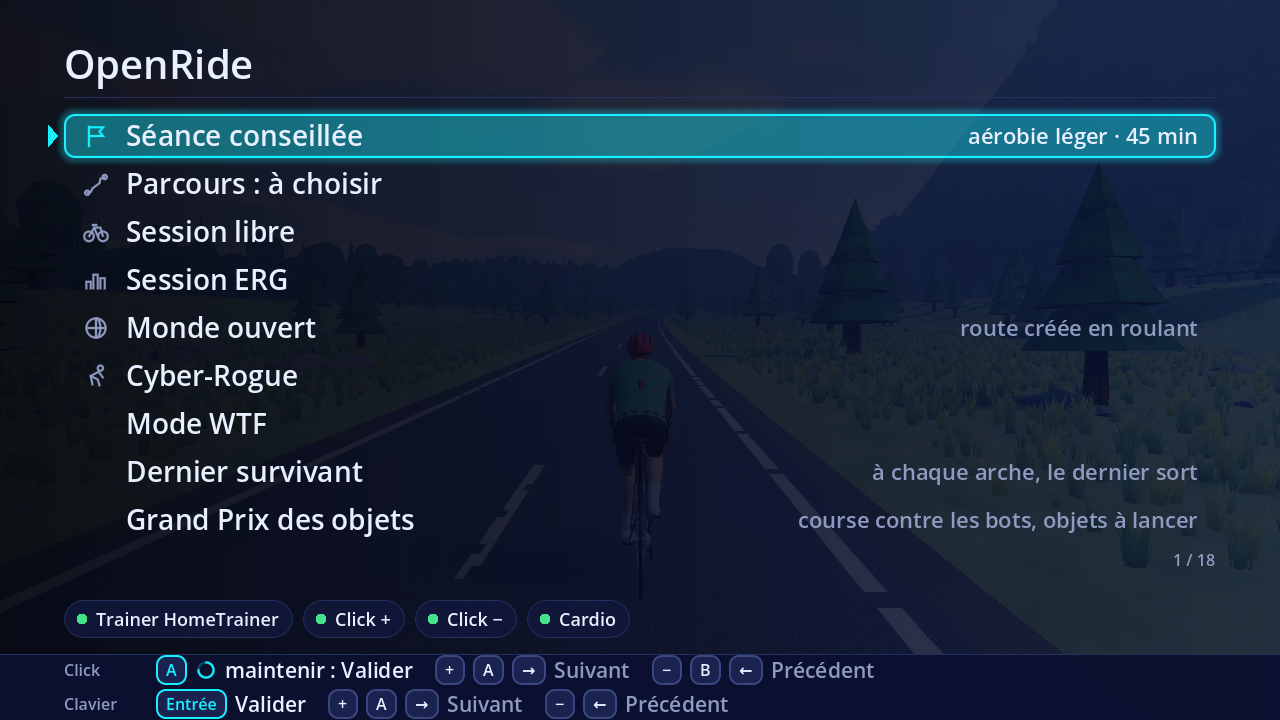 OpenRide
Séance conseillée aérobie léger · 45 min
Parcours : à choisir
Session libre
Session ERG
Monde ouvert route créée en roulant
Cyber-Rogue
Mode WTF
Dernier survivant à chaque arche, le dernier sort
Grand Prix des objets course contre les bots, objets à lancer
1 / 18
Trainer HomeTrainer Click + Click − Cardio
Click A maintenir : Valider + A → Suivant − B ← Précédent
Clavier Entrée Valider + A → Suivant − ← Précédent